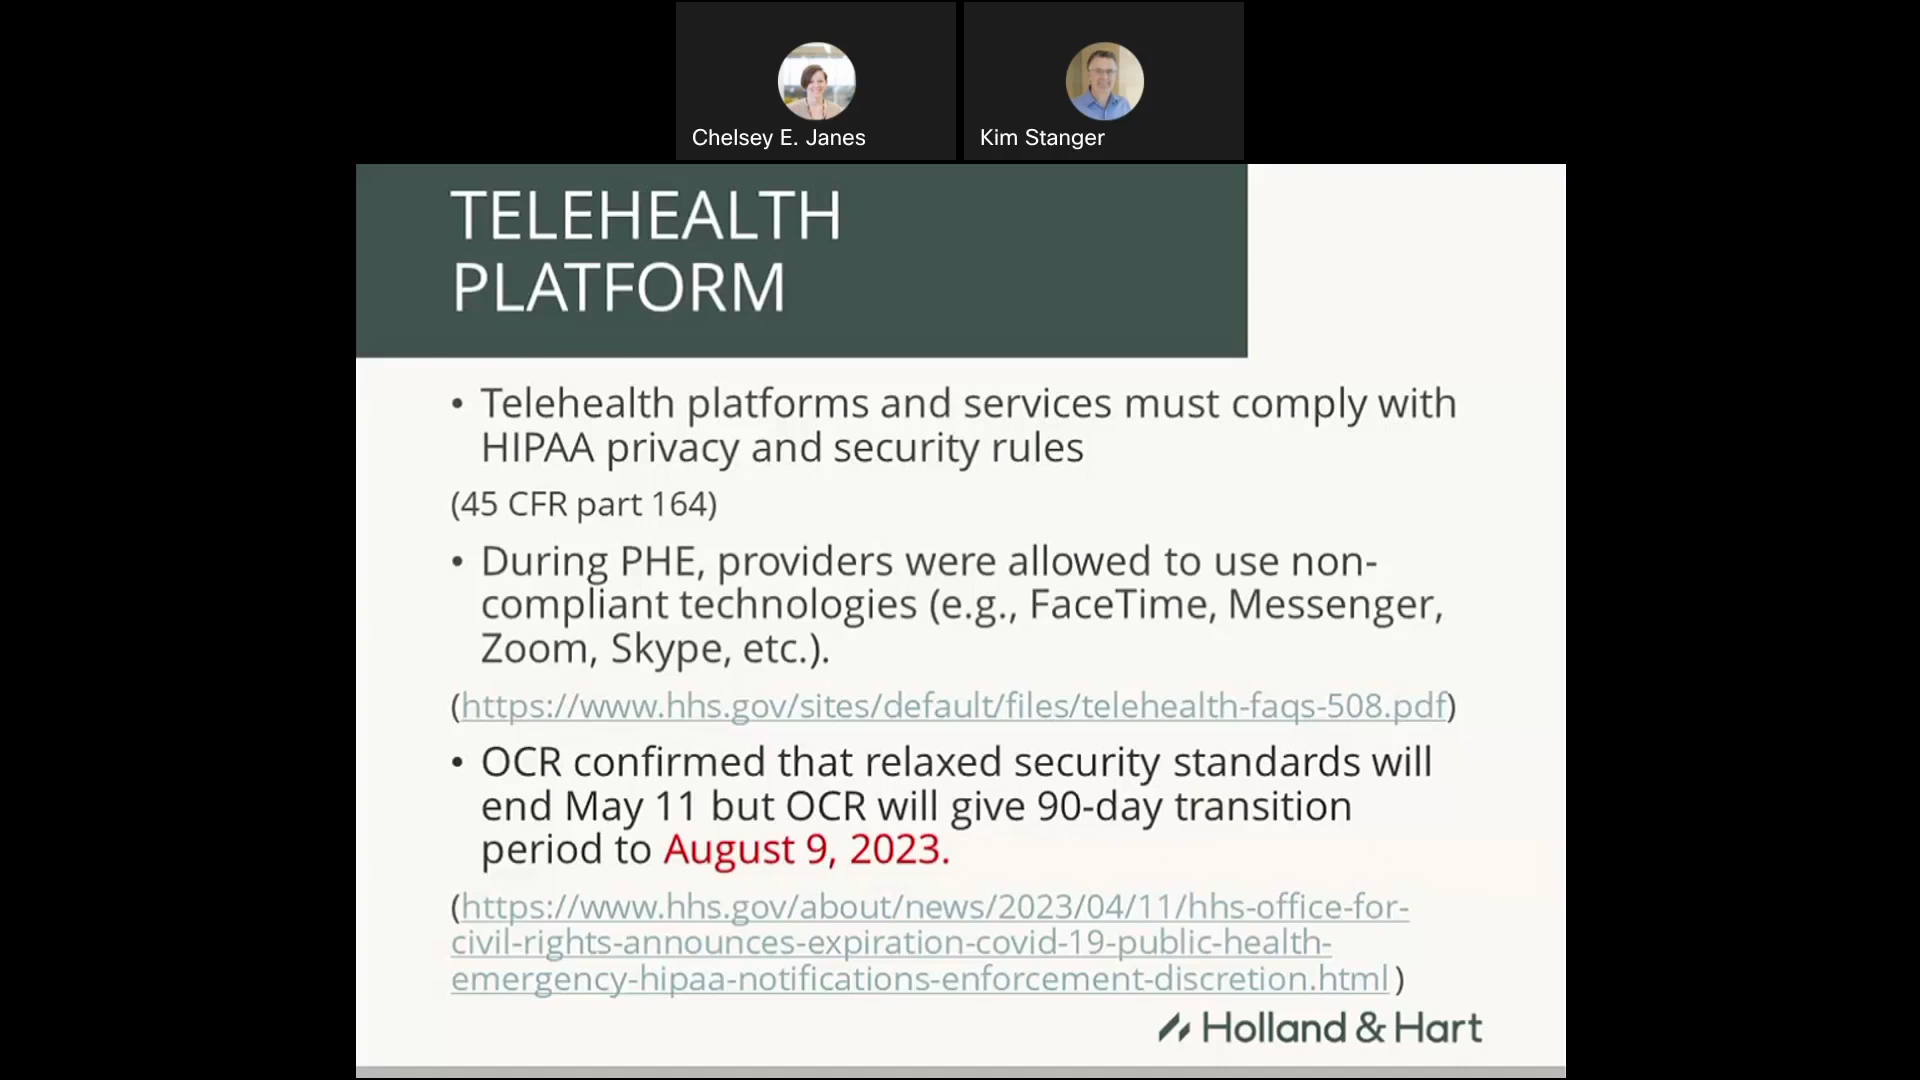 Chelsey E. Janes
Kim Stanger
TELEHEALTH
PLATFORM
• Telehealth platforms and services must comply with
HIPAA privacy and security rules
(45 CFR part 164)
• During PHE, providers were allowed to use non-
compliant technologies (e.g., FaceTime, Messenger,
Zoom, Skype, etc.).
(https://www.hhs.gov/sites/default/files/telehealth-faqs-508.pdf)
• OCR confirmed that relaxed security standards will
end May 11 but OCR will give 90-day transition
period to August 9, 2023.
(https://www.hhs.gov/about/news/2023/04/11/hhs-office-for-
civil-rights-announces-expiration-covid-19-public-health-
emergency-hipaa-notifications-enforcement-discretion.html )
Holland & Hart